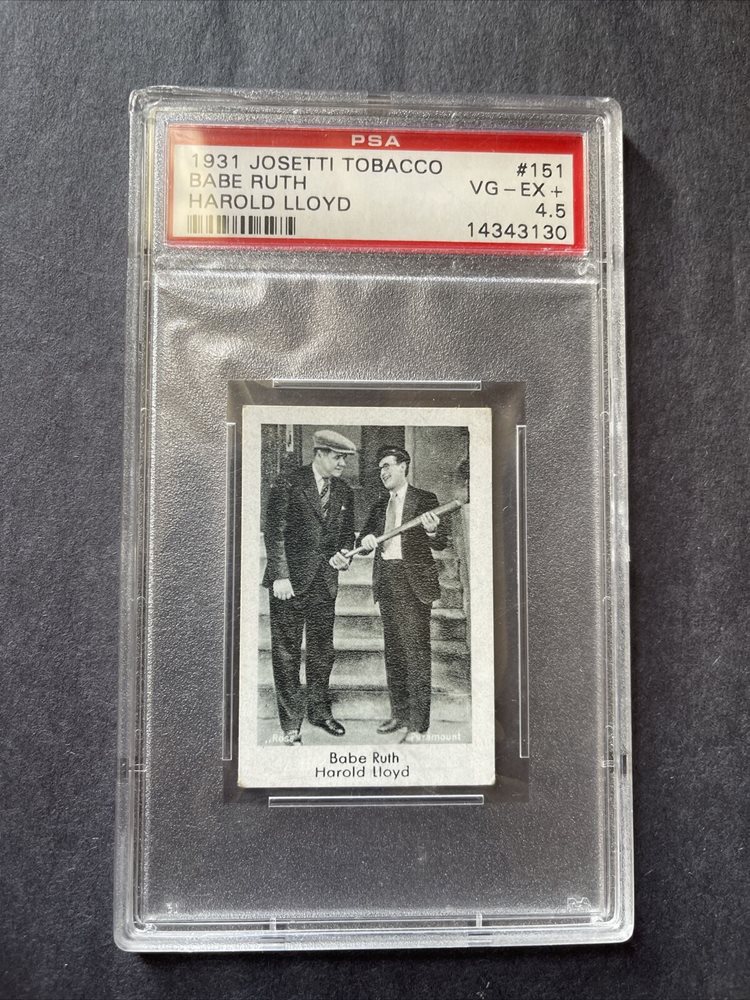 PSA
1931 JOSETTI TOBACCO #151
BABE RUTH VG-EX+
HAROLD LLOYD 4.5
14343130
„Ross" Paramount
Babe Ruth
Harold Lloyd